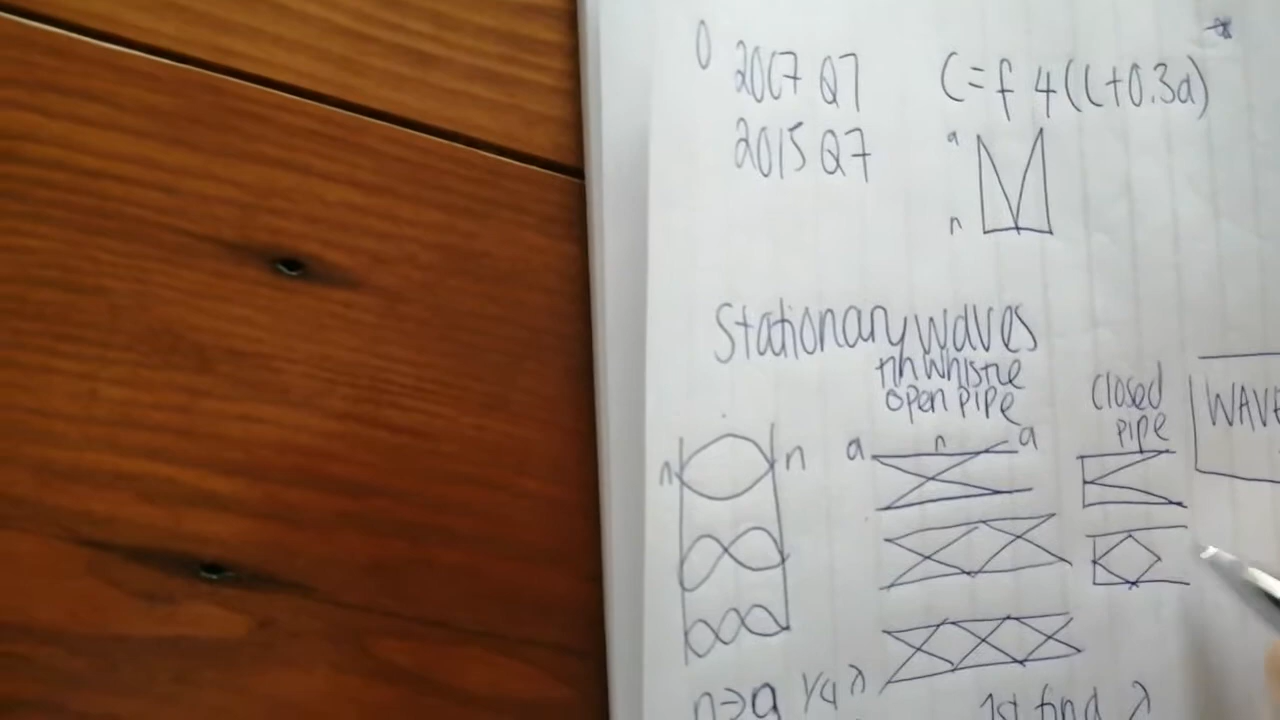 2007 Q7
C=f 4(l+0.3d)
2015 Q7
a
n
Stationary waves
tin whistle
open pipe
closed
pipe
WAVE
n n
a n a
n→a 1/4 λ
1st find λ